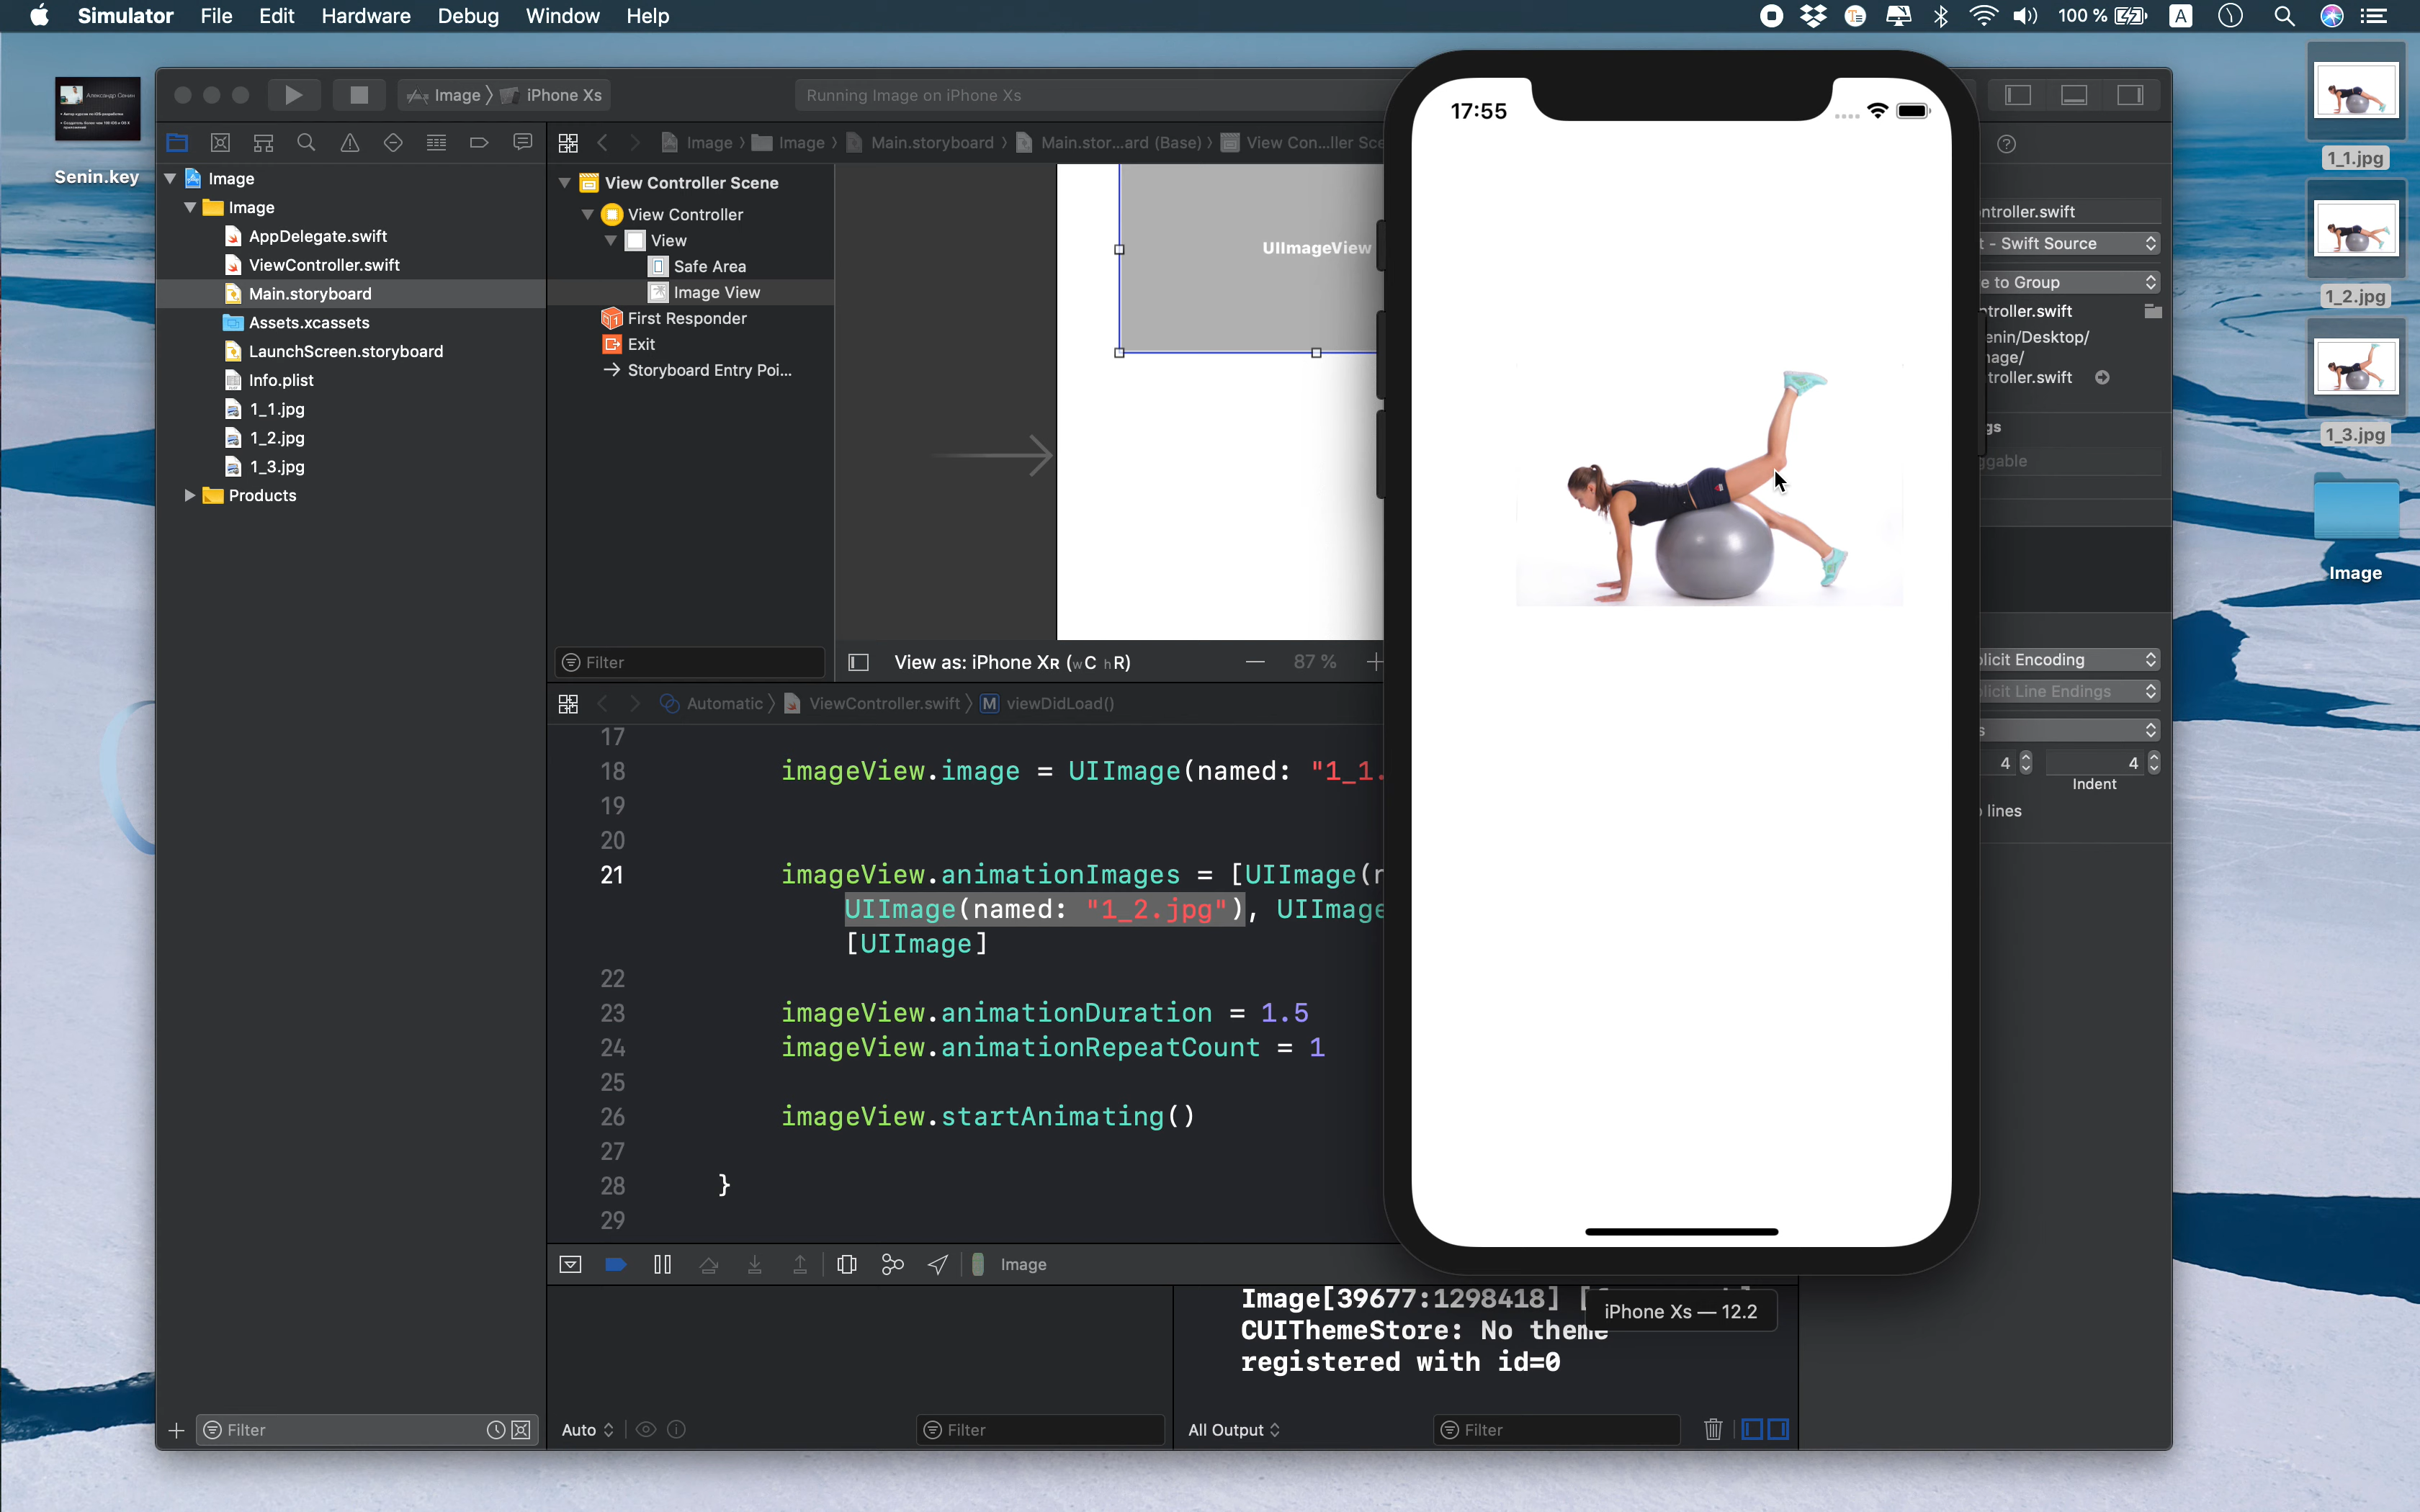 Simulator File Edit Hardware Debug Window Help
100 % A
Senin.key
Image iPhone Xs
Running Image on iPhone Xs
17:55
Image Image Main.storyboard Main.stor...ard (Base) View Con...ller Sce
Image
Image
AppDelegate.swift
ViewController.swift
Main.storyboard
Assets.xcassets
LaunchScreen.storyboard
Info.plist
1_1.jpg
1_2.jpg
1_3.jpg
Products
View Controller Scene
View Controller
View
Safe Area
Image View
First Responder
Exit
Storyboard Entry Poi...
UIImageView
Filter
View as: iPhone XR (wC hR)
87 %
Automatic ViewController.swift M viewDidLoad()
17
18 imageView.image = UIImage(named: "1_1.
19
20
21 imageView.animationImages = [UIImage(
UIImage(named: "1_2.jpg"), UIImage
[UIImage]
22
23 imageView.animationDuration = 1.5
24 imageView.animationRepeatCount = 1
25
26 imageView.startAnimating()
27
28 }
29
Image
Image[39677:1298418] [
CUIThemeStore: No theme
registered with id=0
iPhone Xs — 12.2
Filter
Auto
Filter
All Output
Filter
ntroller.swift
t - Swift Source
e to Group
troller.swift
enin/Desktop/
nage/
troller.swift
gs
ggable
licit Encoding
licit Line Endings
s
4 4
Indent
lines
1_1.jpg
1_2.jpg
1_3.jpg
Image